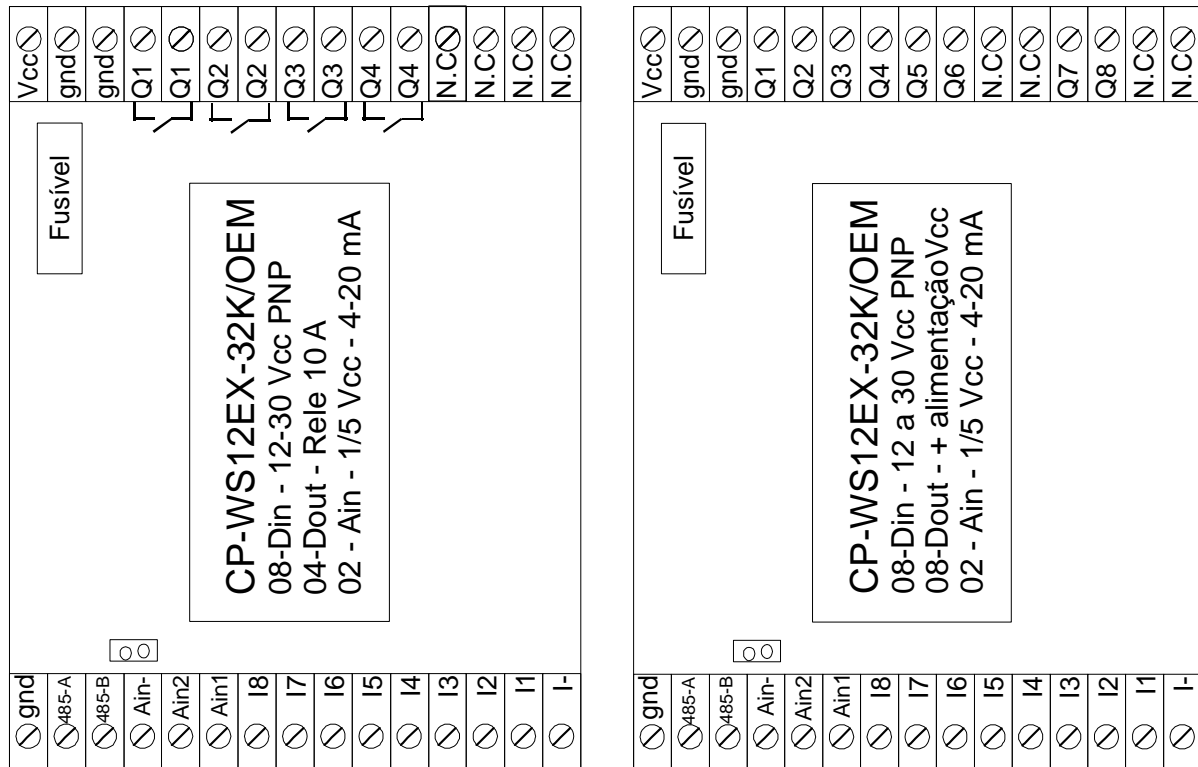 Vcc
gnd
gnd
Q1
Q1
Q2
Q2
Q3
Q3
Q4
Q4
N.C
N.C
N.C
N.C
Fusível
CP-WS12EX-32K/OEM
08-Din - 12-30 Vcc PNP
04-Dout - Rele 10 A
02 - Ain - 1/5 Vcc - 4-20 mA
gnd
485-A
485-B
Ain-
Ain2
Ain1
I8
I7
I6
I5
I4
I3
I2
I1
I-
Vcc
gnd
gnd
Q1
Q2
Q3
Q4
Q5
Q6
N.C
N.C
Q7
Q8
N.C
N.C
Fusível
CP-WS12EX-32K/OEM
08-Din - 12 a 30 Vcc PNP
08-Dout - + alimentaçãoVcc
02 - Ain - 1/5 Vcc - 4-20 mA
gnd
485-A
485-B
Ain-
Ain2
Ain1
I8
I7
I6
I5
I4
I3
I2
I1
I-